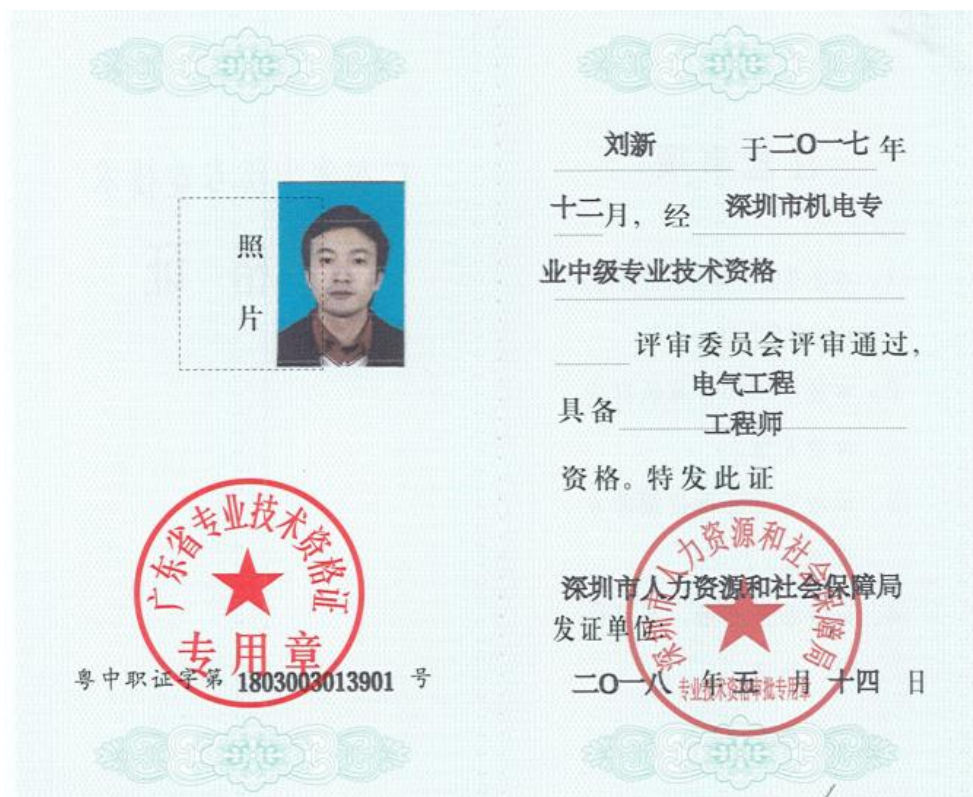 照
片
广东省专业技术资格证
专用章
粤中职证字第 1803003013901 号
刘新 于二O一七年
十二月，经 深圳市机电专
业中级专业技术资格
评审委员会评审通过，
电气工程
具备
工程师
资格。特发此证
深圳市人力资源和社会保障局
深圳市人力资源和社会保障局
发证单位:
专业技术资格审批专用章
二O一八 年 五 月 十四 日